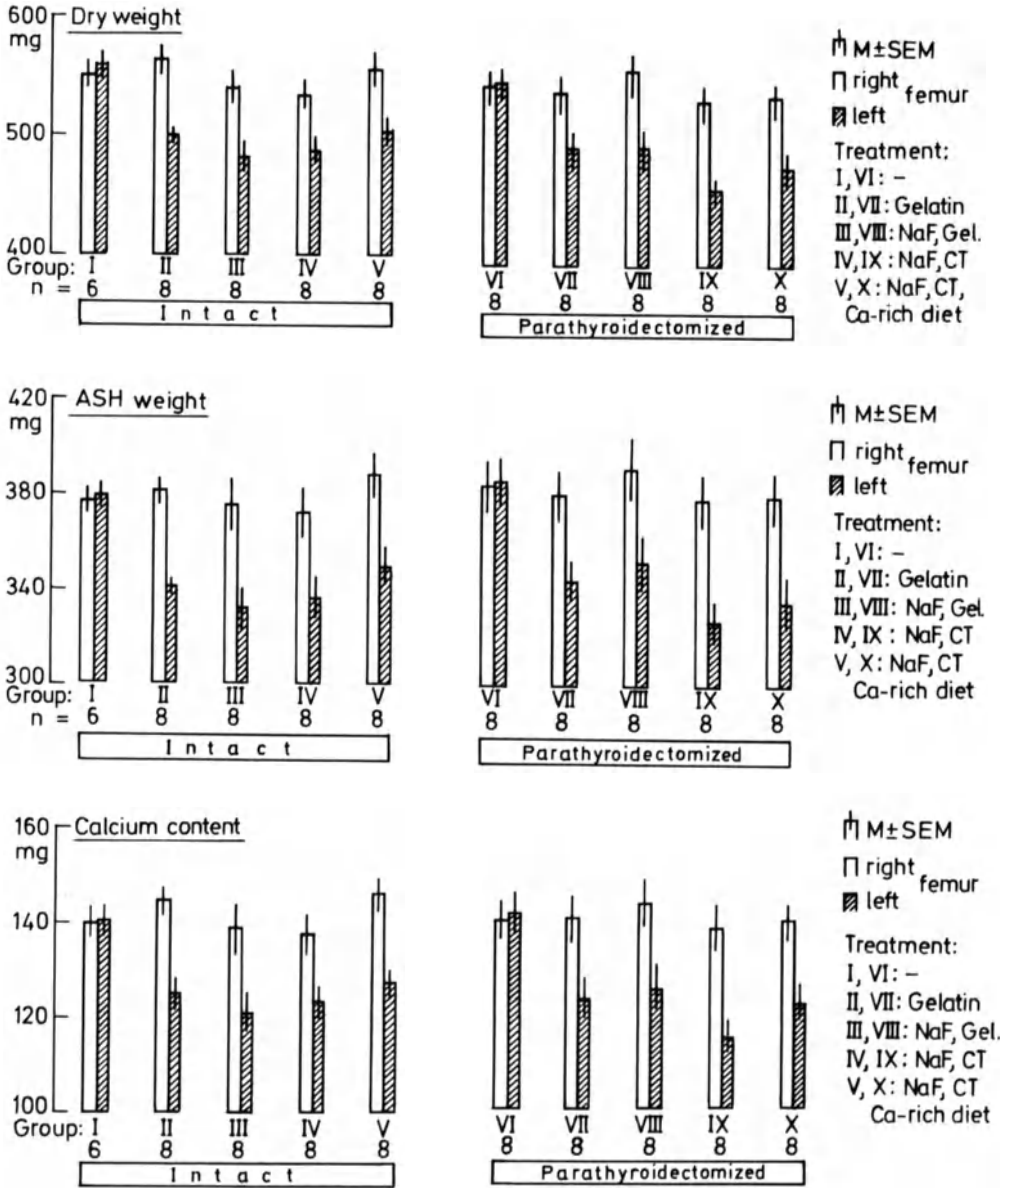 600
mg
Dry weight
500
400
Group: I II III IV V
n = 6 8 8 8 8
Intact
VI VII VIII IX X
8 8 8 8 8
Parathyroidectomized
M±SEM
right
femur
left
Treatment:
I, VI: -
II, VII: Gelatin
III, VIII: NaF, Gel.
IV, IX: NaF, CT
V, X: NaF, CT,
Ca-rich diet
420
mg
ASH weight
380
340
300
Group: I II III IV V
n = 6 8 8 8 8
Intact
VI VII VIII IX X
8 8 8 8 8
Parathyroidectomized
M±SEM
right
femur
left
Treatment:
I, VI: -
II, VII: Gelatin
III, VIII: NaF, Gel.
IV, IX: NaF, CT
V, X: NaF, CT
Ca-rich diet
160
mg
Calcium content
140
120
100
Group: I II III IV V
6 8 8 8 8
Intact
VI VII VIII IX X
8 8 8 8 8
Parathyroidectomized
M±SEM
right
femur
left
Treatment:
I, VI: -
II, VII: Gelatin
III, VIII: NaF, Gel.
IV, IX: NaF, CT
V, X: NaF, CT
Ca-rich diet